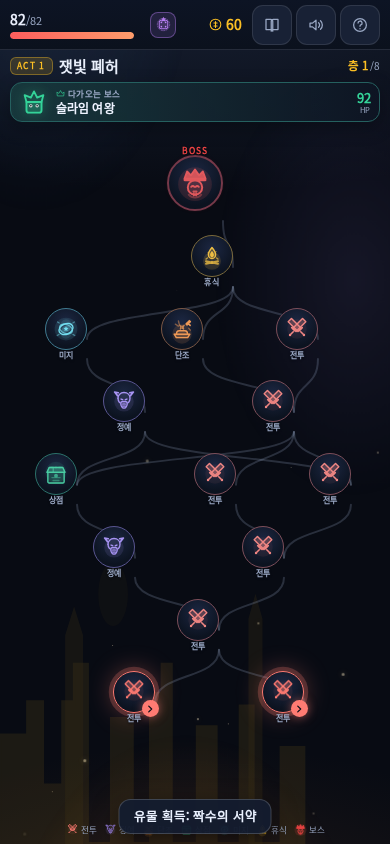 82/82
60
ACT 1 잿빛 폐허 층 1/8
다가오는 보스
슬라임 여왕
92
HP
BOSS
휴식
미지 단조 전투
정예 전투
상점 전투 전투
정예 전투
전투
전투 전투
유물 획득: 짝수의 서약
전투 휴식 보스